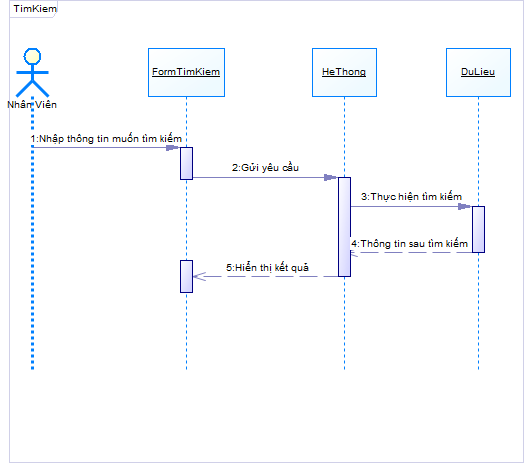 TimKiem
FormTimKiem
HeThong
DuLieu
Nhân Viên
1:Nhập thông tin muốn tìm kiếm
2:Gửi yêu cầu
3:Thực hiện tìm kiếm
4:Thông tin sau tìm kiếm
5:Hiển thị kết quả